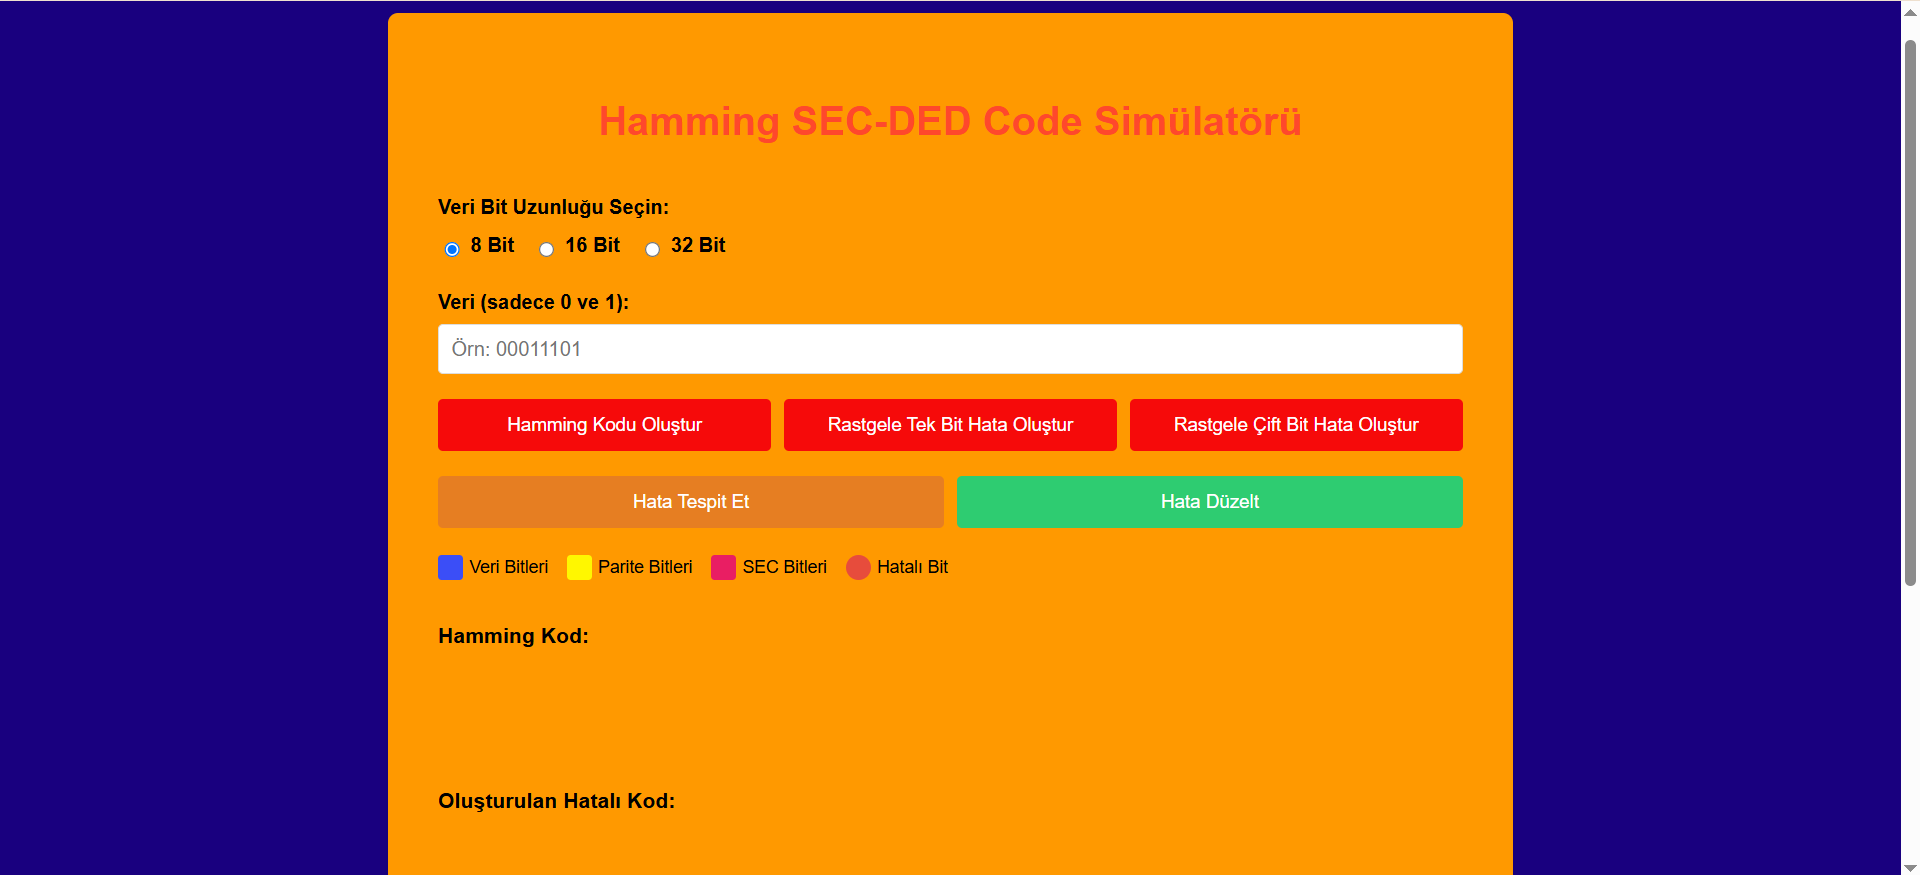 Hamming SEC-DED Code Simülatörü
Veri Bit Uzunluğu Seçin:
8 Bit 16 Bit 32 Bit
Veri (sadece 0 ve 1):
Örn: 00011101
Hamming Kodu Oluştur Rastgele Tek Bit Hata Oluştur Rastgele Çift Bit Hata Oluştur
Hata Tespit Et Hata Düzelt
Veri Bitleri Parite Bitleri SEC Bitleri Hatalı Bit
Hamming Kod:
Oluşturulan Hatalı Kod: